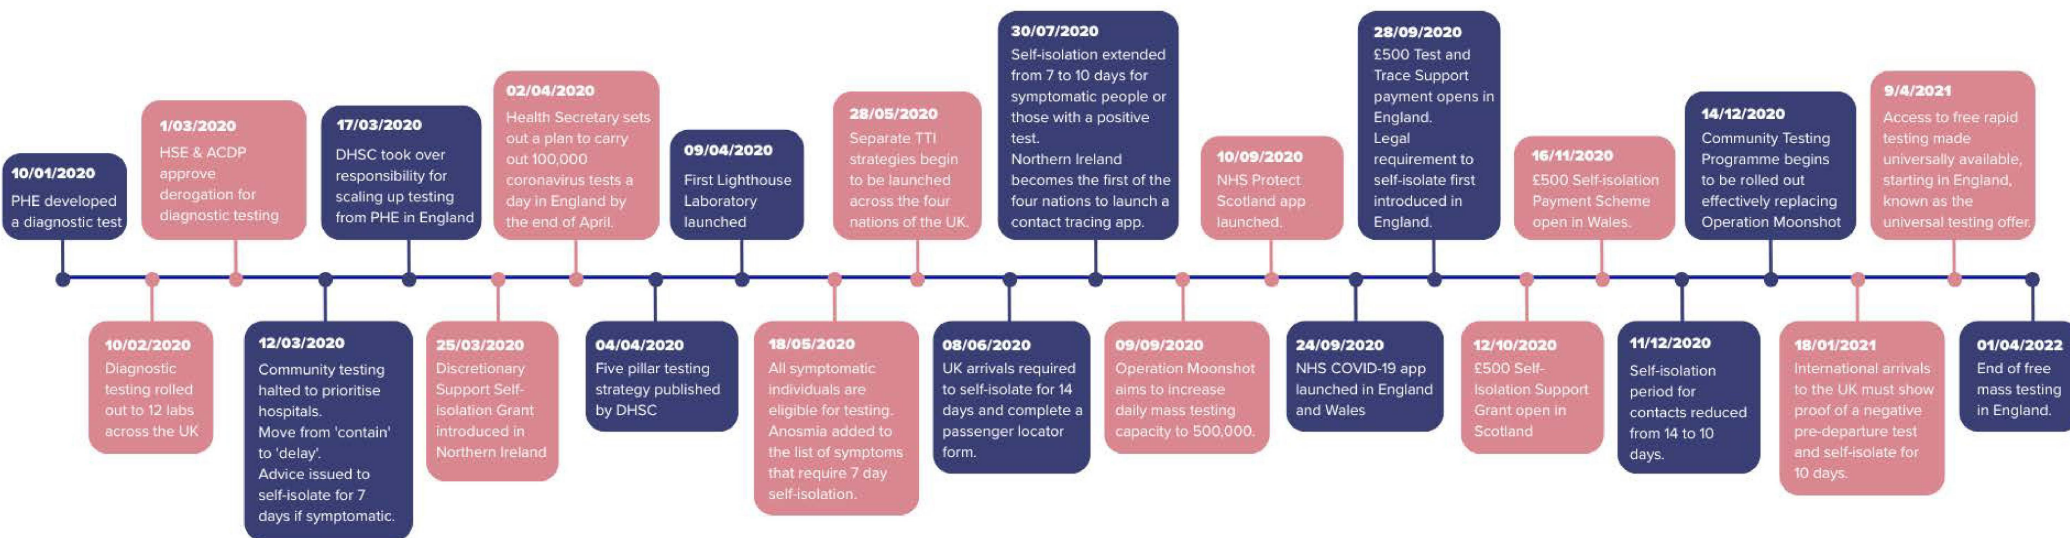 10/01/2020
PHE developed
a diagnostic test
10/02/2020
Diagnostic
testing rolled
out to 12 labs
across the UK
1/03/2020
HSE & ACDP
approve
derogation for
diagnostic testing
12/03/2020
Community testing
halted to prioritise
hospitals.
Move from 'contain'
to 'delay'.
Advice issued to
self-isolate for 7
days if symptomatic.
17/03/2020
DHSC took over
responsibility for
scaling up testing
from PHE in England
25/03/2020
Discretionary
Support Self-
Isolation Grant
introduced in
Northern Ireland
02/04/2020
Health Secretary sets
out a plan to carry
out 100,000
coronavirus tests a
day in England by
the end of April.
04/04/2020
Five pillar testing
strategy published
by DHSC
09/04/2020
First Lighthouse
Laboratory
launched
18/05/2020
All symptomatic
individuals are
eligible for testing.
Anosmia added to
the list of symptoms
that require 7 day
self-isolation.
28/05/2020
Separate TTI
strategies begin
to be launched
across the four
nations of the UK.
08/06/2020
UK arrivals required
to self-isolate for 14
days and complete a
passenger locator
form.
30/07/2020
Self-isolation extended
from 7 to 10 days for
symptomatic people or
those with a positive
test.
Northern Ireland
becomes the first of the
four nations to launch a
contact tracing app.
09/09/2020
Operation Moonshot
aims to increase
daily mass testing
capacity to 500,000.
10/09/2020
NHS Protect
Scotland app
launched.
24/09/2020
NHS COVID-19 app
launched in England
and Wales
28/09/2020
£500 Test and
Trace Support
payment opens in
England.
Legal
requirement to
self-isolate first
introduced in
England.
12/10/2020
£500 Self-
Isolation Support
Grant open in
Scotland
16/11/2020
£500 Self-isolation
Payment Scheme
open in Wales.
11/12/2020
Self-isolation
period for
contacts reduced
from 14 to 10
days.
14/12/2020
Community Testing
Programme begins
to be rolled out
effectively replacing
Operation Moonshot
18/01/2021
International arrivals
to the UK must show
proof of a negative
pre-departure test
and self-isolate for
10 days.
9/4/2021
Access to free rapid
testing made
universally available,
starting in England,
known as the
universal testing offer.
01/04/2022
End of free
mass testing
in England.